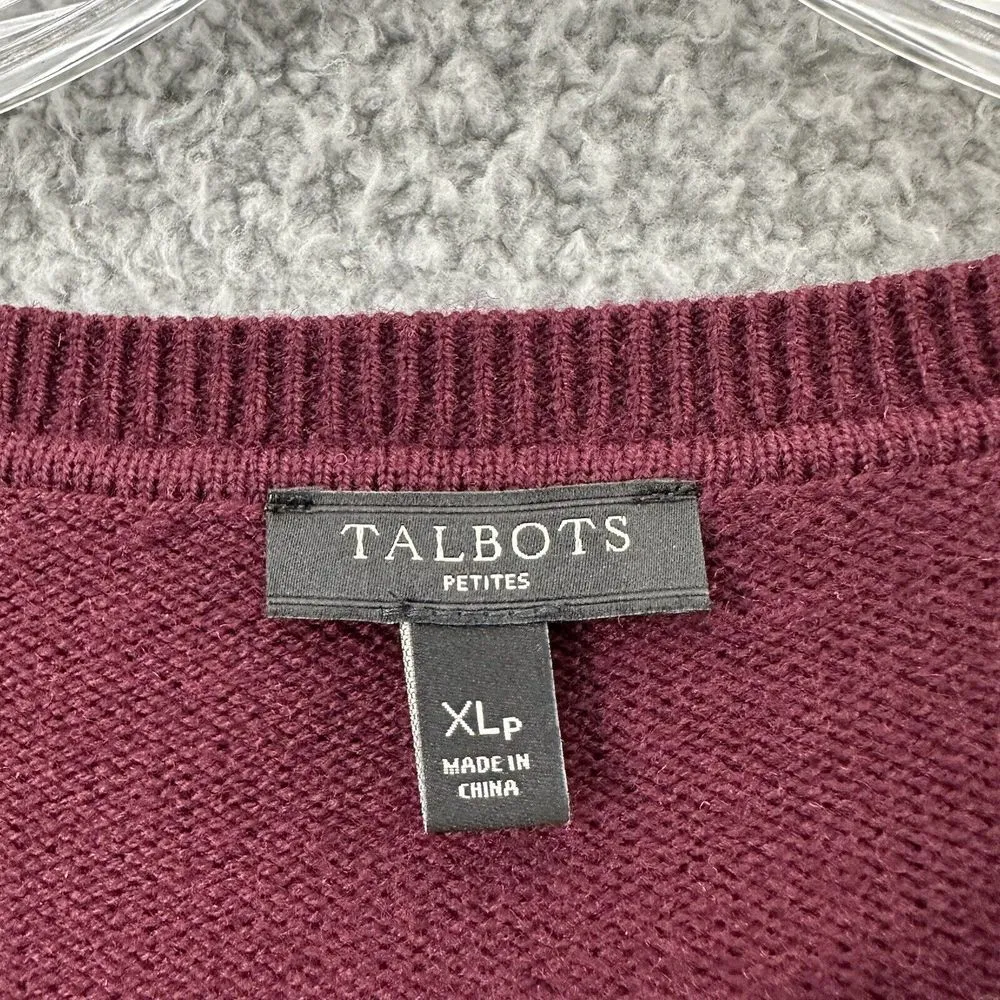 TALBOTS
PETITES
XLP
MADE IN
CHINA